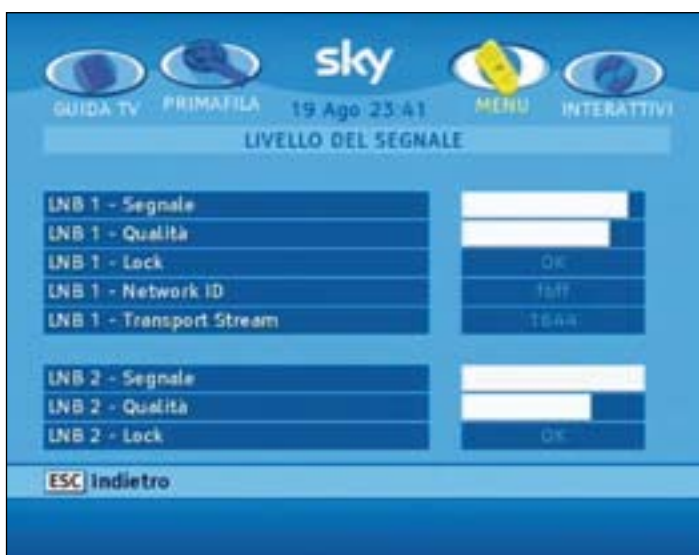 sky
GUIDA TV PRIMAFILA 19 Ago 23:41 MENU INTERATTIVI
LIVELLO DEL SEGNALE
LNB 1 - Segnale
LNB 1 - Qualità
LNB 1 - Lock OK
LNB 1 - Network ID fbff
LNB 1 - Transport Stream 1644
LNB 2 - Segnale
LNB 2 - Qualità
LNB 2 - Lock OK
ESC Indietro